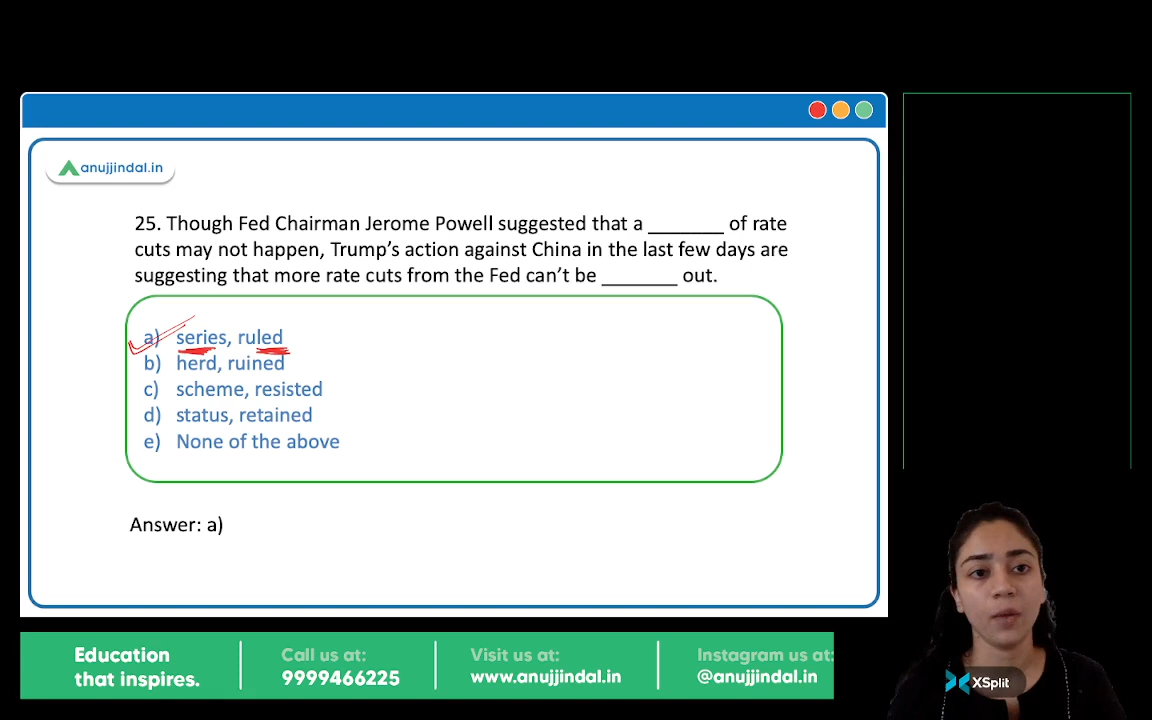 anujjindal.in
25. Though Fed Chairman Jerome Powell suggested that a _______ of rate
cuts may not happen, Trump's action against China in the last few days are
suggesting that more rate cuts from the Fed can't be _______ out.
a) series, ruled
b) herd, ruined
c) scheme, resisted
d) status, retained
e) None of the above
Answer: a)
Education
that inspires.
Call us at:
9999466225
Visit us at:
www.anujjindal.in
Instagram us at:
@anujjindal.in
XSplit